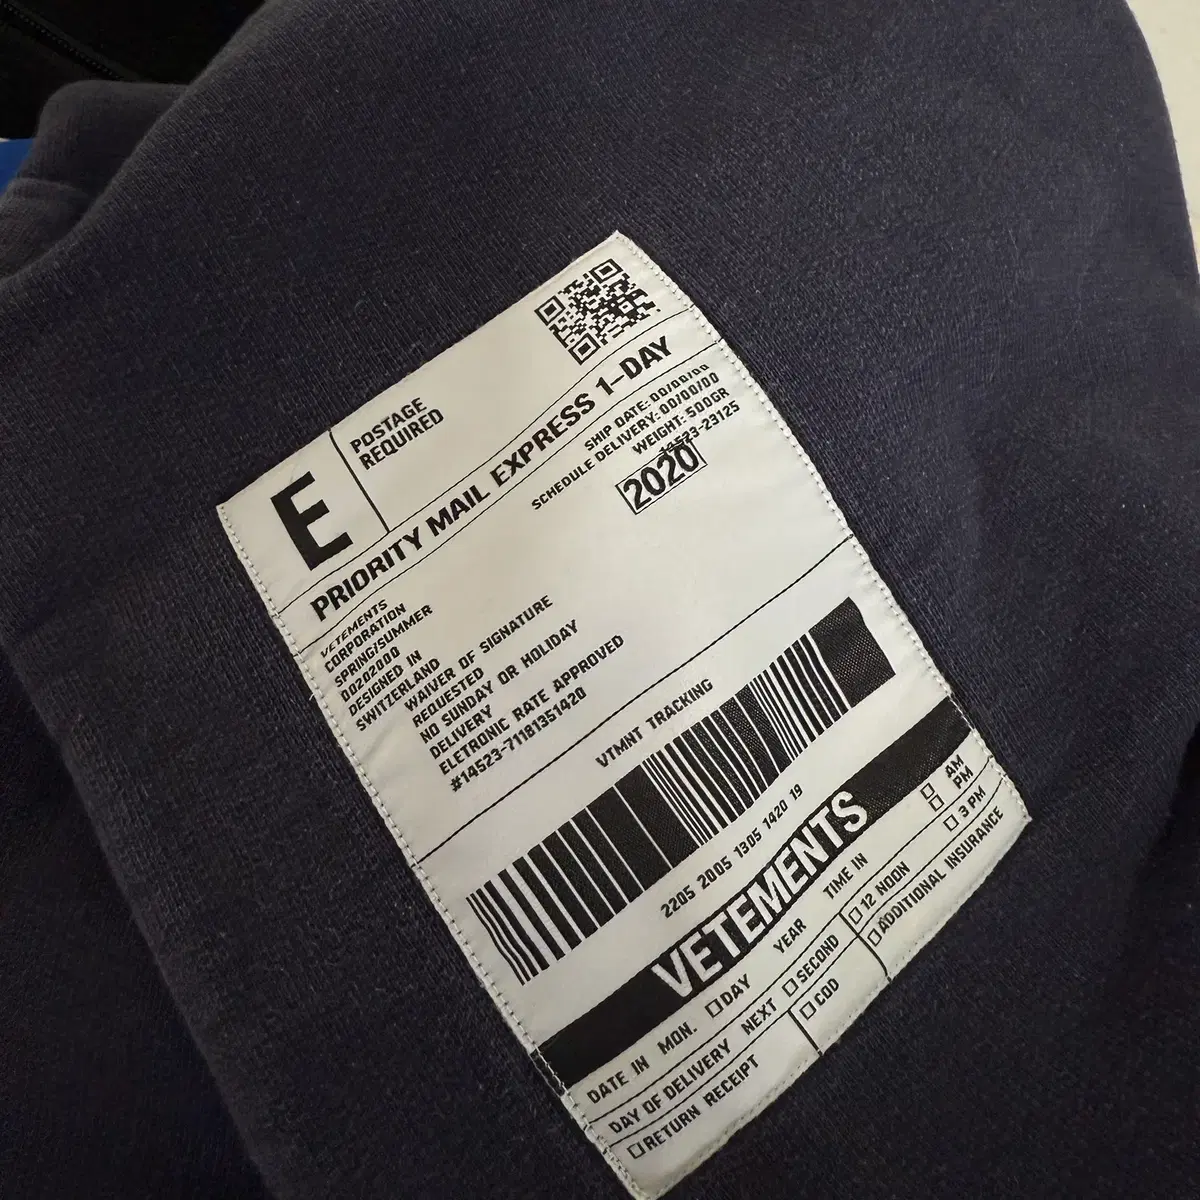 E
POSTAGE
REQUIRED
PRIORITY MAIL EXPRESS 1-DAY
SHIP DATE: 00/00/00
SCHEDULE DELIVERY: 00/00/00
WEIGHT: 500GR
14523-23125
2020
VETEMENTS
CORPORATION
SPRING/SUMMER
00202000
DESIGNED IN
SWITZERLAND
WAIVER OF SIGNATURE
REQUESTED
NO SUNDAY OR HOLIDAY
DELIVERY
ELETRONIC RATE APPROVED
#14523-71181351420
VTMNT TRACKING
2205 2005 1305 1420 19
VETEMENTS
DATE IN MON. DAY YEAR TIME IN AM
PM
DAY OF DELIVERY NEXT SECOND 12 NOON 3 PM
RETURN RECEIPT COD ADDITIONAL INSURANCE